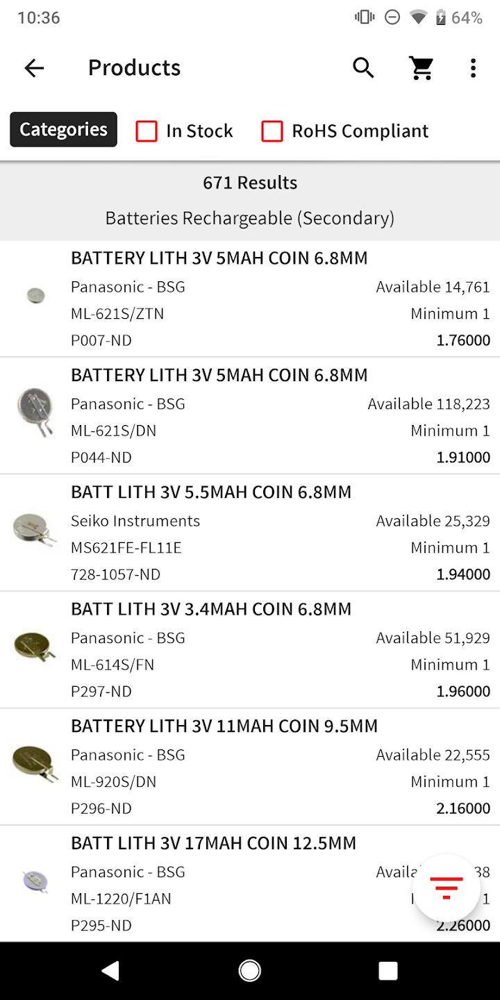 10:36 64%
Products
Categories In Stock RoHS Compliant
671 Results
Batteries Rechargeable (Secondary)
BATTERY LITH 3V 5MAH COIN 6.8MM
Panasonic - BSG Available 14,761
ML-621S/ZTN Minimum 1
P007-ND 1.76000
BATTERY LITH 3V 5MAH COIN 6.8MM
Panasonic - BSG Available 118,223
ML-621S/DN Minimum 1
P044-ND 1.91000
BATT LITH 3V 5.5MAH COIN 6.8MM
Seiko Instruments Available 25,329
MS621FE-FL11E Minimum 1
728-1057-ND 1.94000
BATT LITH 3V 3.4MAH COIN 6.8MM
Panasonic - BSG Available 51,929
ML-614S/FN Minimum 1
P297-ND 1.96000
BATTERY LITH 3V 11MAH COIN 9.5MM
Panasonic - BSG Available 22,555
ML-920S/DN Minimum 1
P296-ND 2.16000
BATT LITH 3V 17MAH COIN 12.5MM
Panasonic - BSG
ML-1220/F1AN 1
P295-ND 2.26000